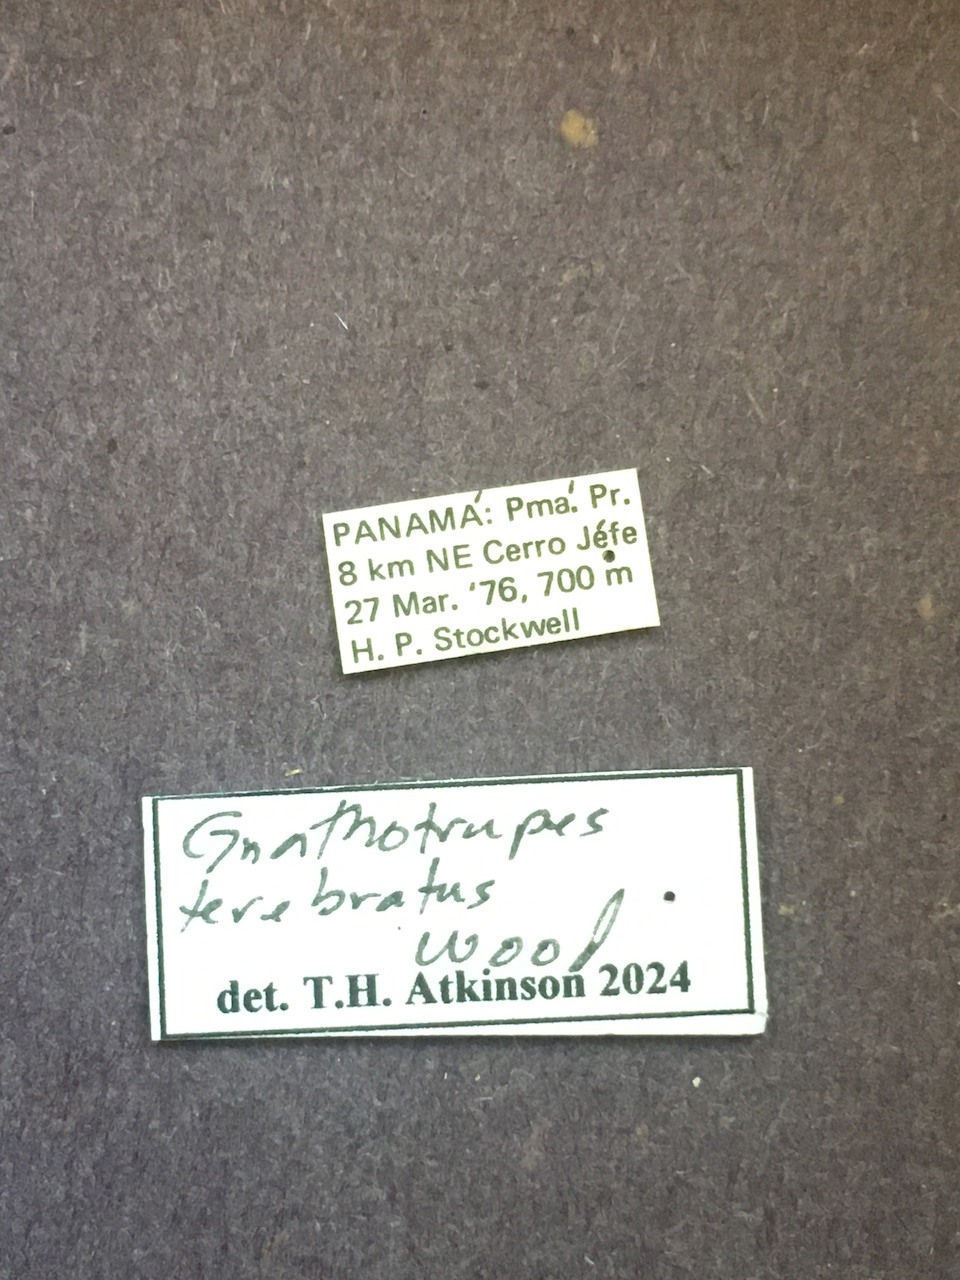 PANAMÁ: Pmá. Pr.
8 km NE Cerro Jéfe
27 Mar. '76, 700 m
H. P. Stockwell
Gnathotrupes
terebratus
Wood
det. T.H. Atkinson 2024